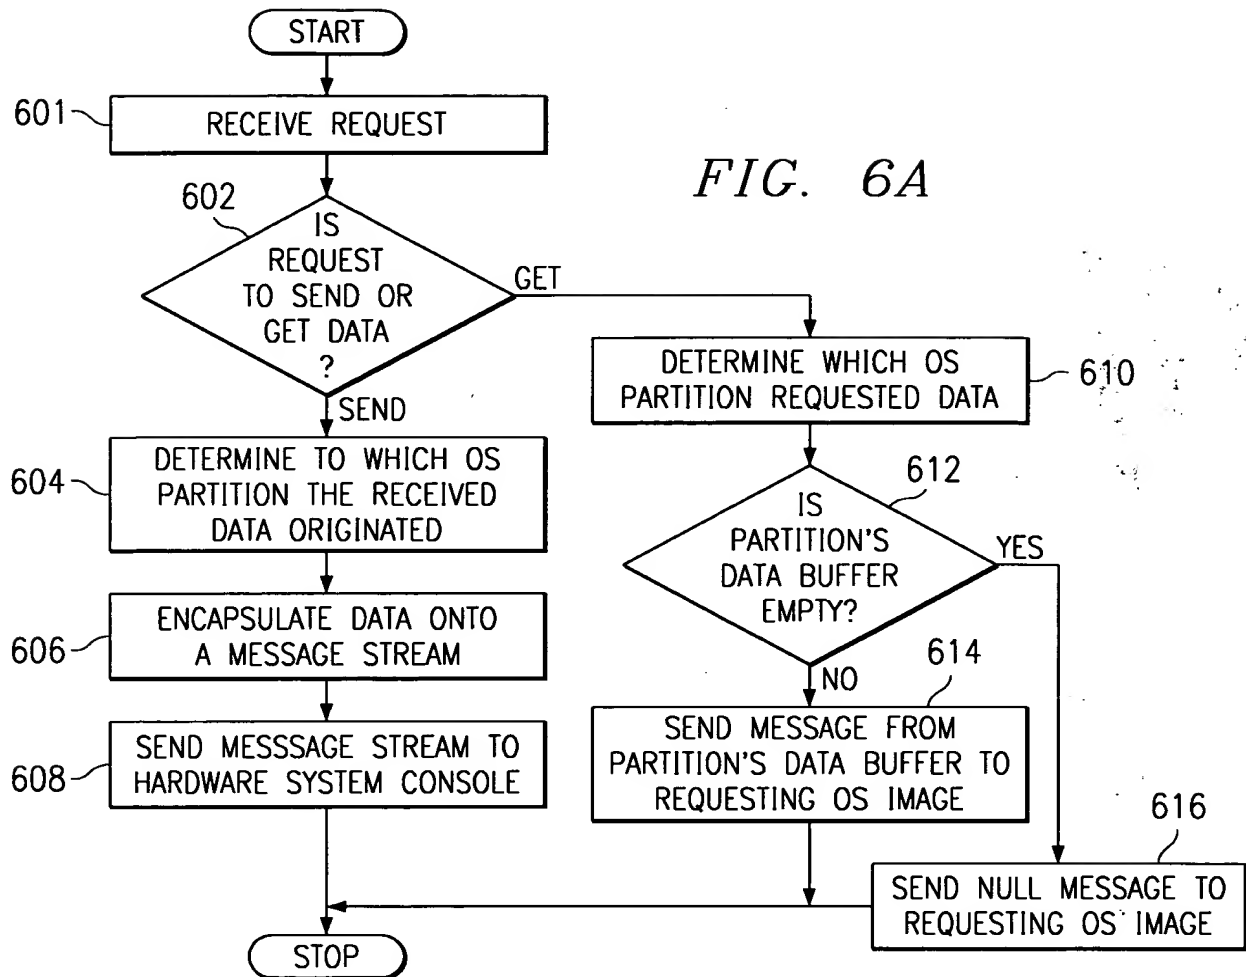 START
601
RECEIVE REQUEST
FIG. 6A
602
IS
REQUEST
TO SEND OR
GET DATA
?
GET
SEND
DETERMINE WHICH OS
PARTITION REQUESTED DATA
610
604
DETERMINE TO WHICH OS
PARTITION THE RECEIVED
DATA ORIGINATED
612
IS
PARTITION'S
DATA BUFFER
EMPTY?
YES
NO
606
ENCAPSULATE DATA ONTO
A MESSAGE STREAM
614
SEND MESSAGE FROM
PARTITION'S DATA BUFFER TO
REQUESTING OS IMAGE
608
SEND MESSSAGE STREAM TO
HARDWARE SYSTEM CONSOLE
616
SEND NULL MESSAGE TO
REQUESTING OS IMAGE
STOP